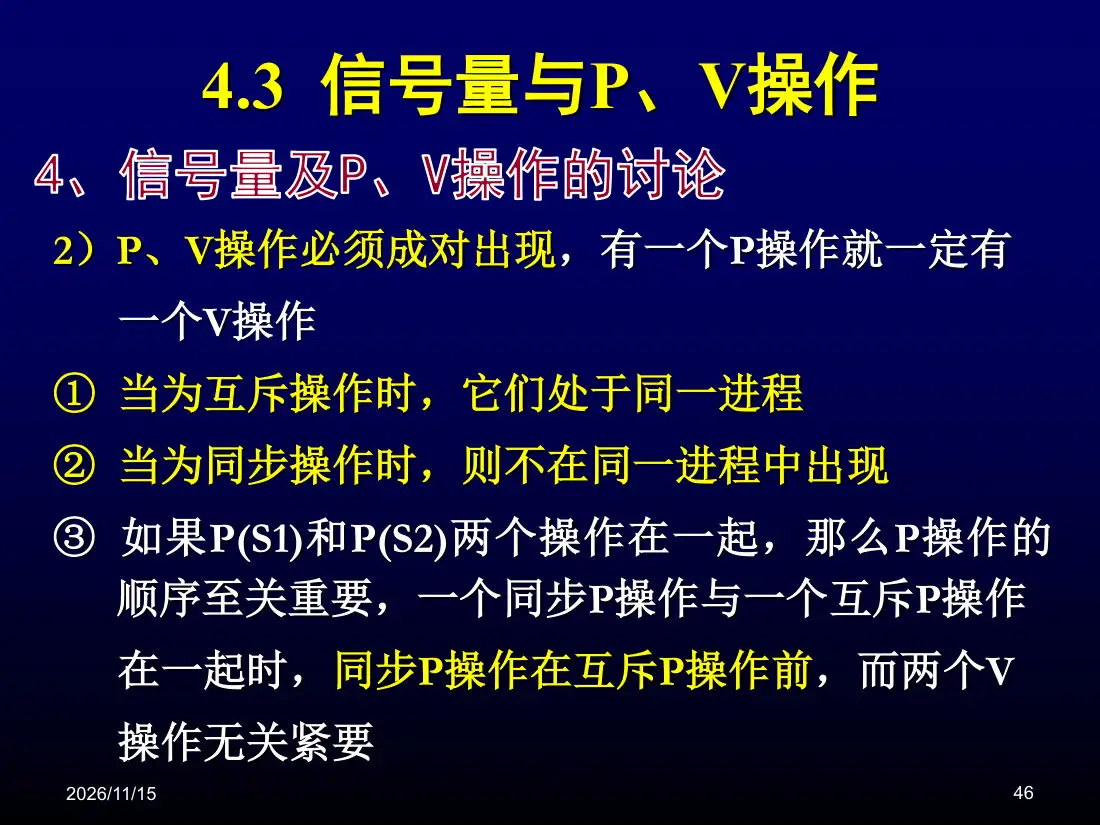 4.3 信号量与P、V操作
4、信号量及P、V操作的讨论
2）P、V操作必须成对出现，有一个P操作就一定有
一个V操作
① 当为互斥操作时，它们处于同一进程
② 当为同步操作时，则不在同一进程中出现
③ 如果P(S1)和P(S2)两个操作在一起，那么P操作的
顺序至关重要，一个同步P操作与一个互斥P操作
在一起时，同步P操作在互斥P操作前，而两个V
操作无关紧要
2026/11/15
46